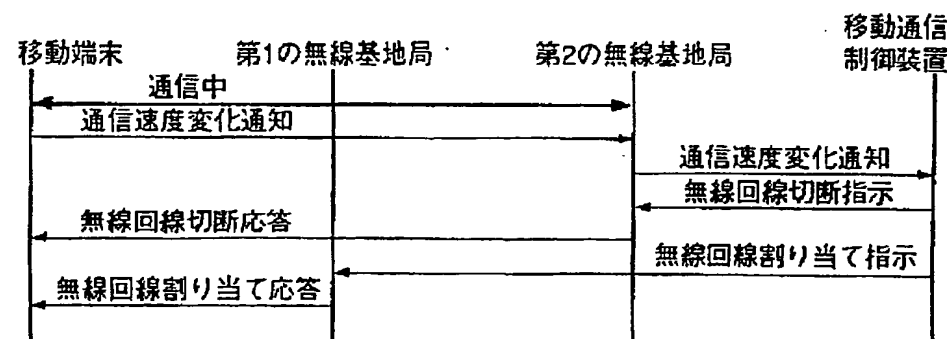 移動端末
第1の無線基地局
第2の無線基地局
移動通信
制御装置
通信中
通信速度変化通知
通信速度変化通知
無線回線切断指示
無線回線切断応答
無線回線割り当て指示
無線回線割り当て応答